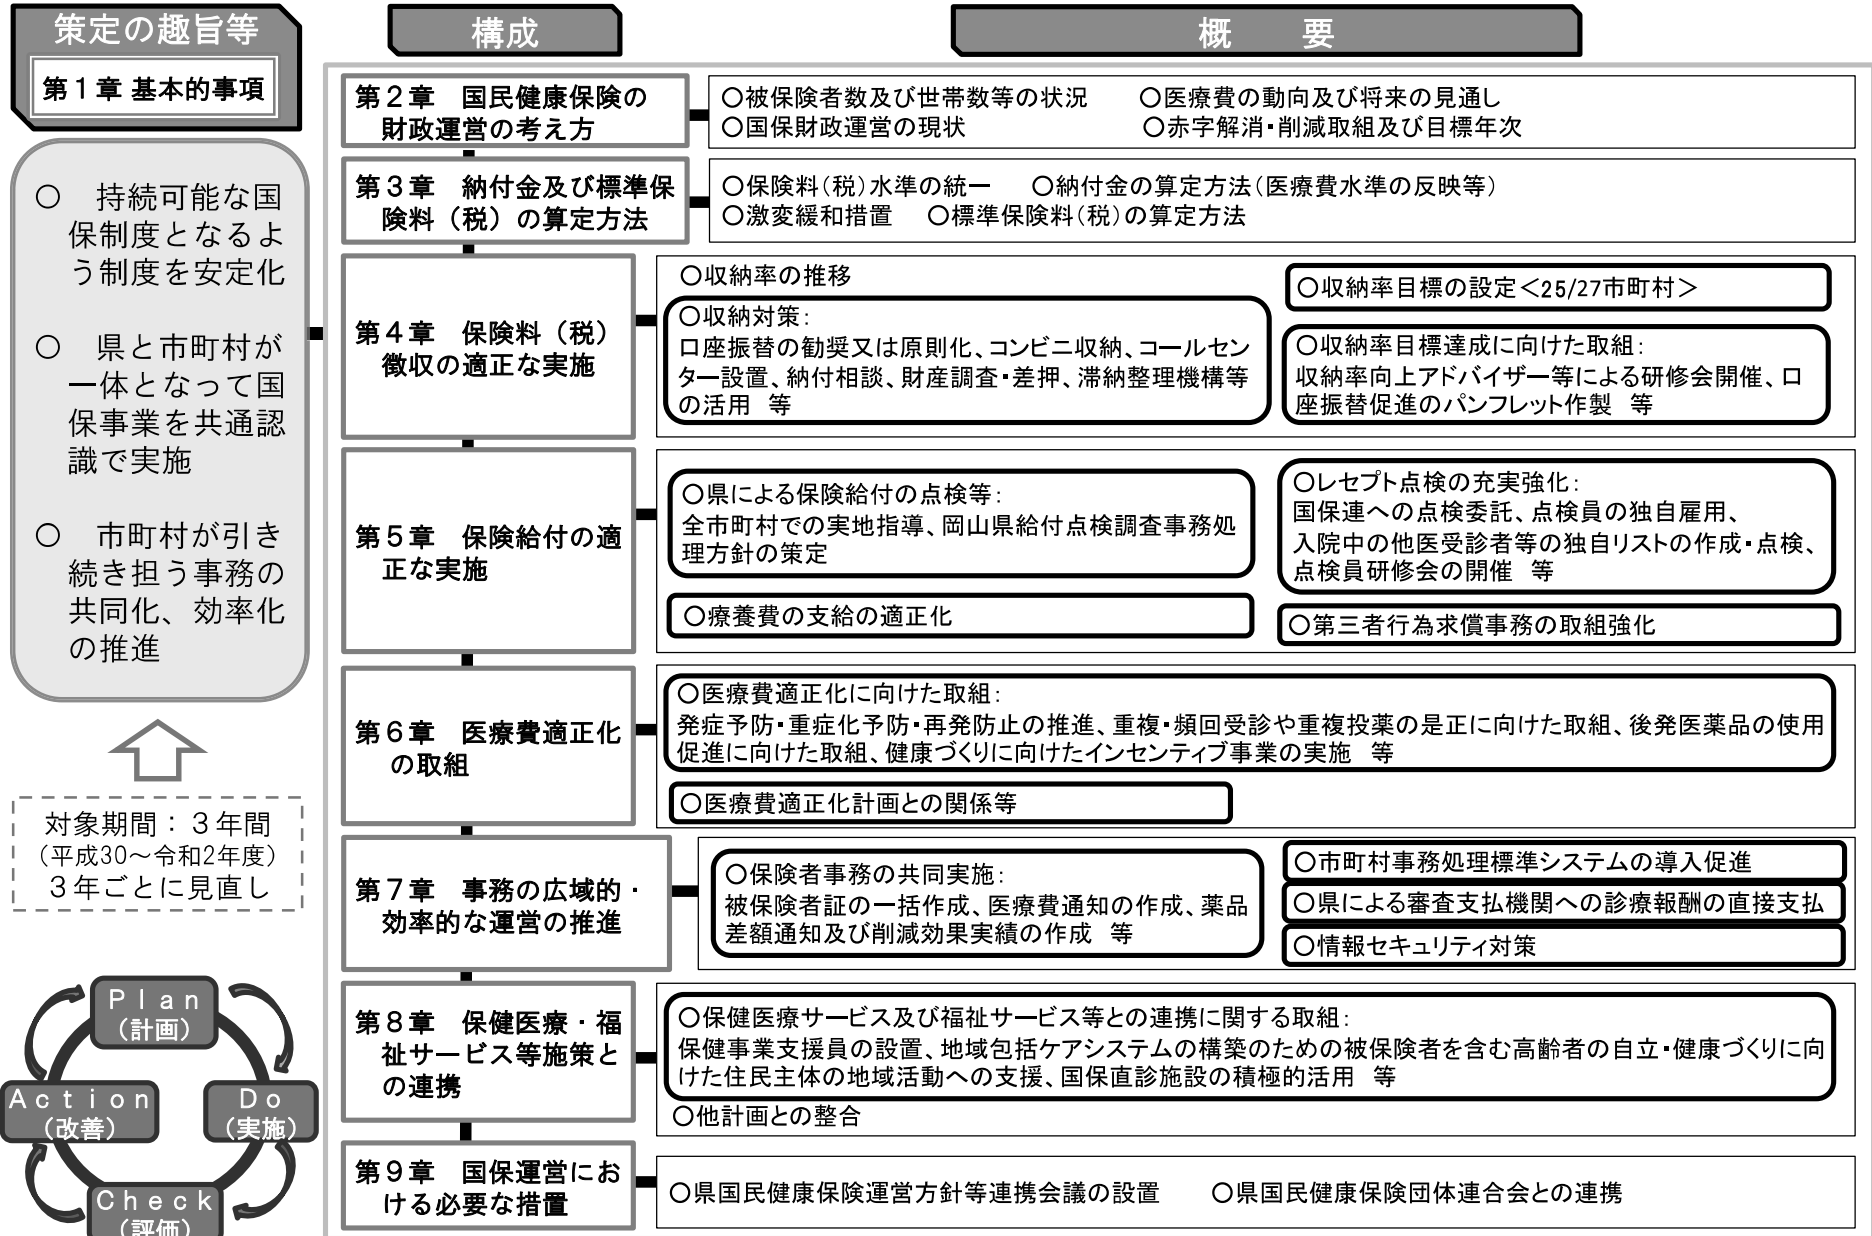 策定の趣旨等
第１章 基本的事項
構成
概　要
○　持続可能な国
保制度となるよ
う制度を安定化
○　県と市町村が
一体となって国
保事業を共通認
識で実施
○　市町村が引き
続き担う事務の
共同化、効率化
の推進
対象期間：３年間
（平成30～令和2年度）
３年ごとに見直し
Ｐｌａｎ
（計画）
Ｄｏ
（実施）
Ｃｈｅｃｋ
（評価）
Ａｃｔｉｏｎ
（改善）
第２章　国民健康保険の
財政運営の考え方
○被保険者数及び世帯数等の状況　○医療費の動向及び将来の見通し
○国保財政運営の現状　○赤字解消・削減取組及び目標年次
第３章　納付金及び標準保
険料（税）の算定方法
○保険料（税）水準の統一　○納付金の算定方法（医療費水準の反映等）
○激変緩和措置　○標準保険料（税）の算定方法
第４章　保険料（税）
徴収の適正な実施
○収納率の推移
○収納対策：
口座振替の勧奨又は原則化、コンビニ収納、コールセン
ター設置、納付相談、財産調査・差押、滞納整理機構等
の活用　等
○収納率目標の設定＜25/27市町村＞
○収納率目標達成に向けた取組：
収納率向上アドバイザー等による研修会開催、口
座振替促進のパンフレット作製　等
第５章　保険給付の適
正な実施
○県による保険給付の点検等：
全市町村での実地指導、岡山県給付点検調査事務処
理方針の策定
○療養費の支給の適正化
○レセプト点検の充実強化：
国保連への点検委託、点検員の独自雇用、
入院中の他医受診者等の独自リストの作成・点検、
点検員研修会の開催　等
○第三者行為求償事務の取組強化
第６章　医療費適正化
の取組
○医療費適正化に向けた取組：
発症予防・重症化予防・再発防止の推進、重複・頻回受診や重複投薬の是正に向けた取組、後発医薬品の使用
促進に向けた取組、健康づくりに向けたインセンティブ事業の実施　等
○医療費適正化計画との関係等
第７章　事務の広域的・
効率的な運営の推進
○保険者事務の共同実施：
被保険者証の一括作成、医療費通知の作成、薬品
差額通知及び削減効果実績の作成　等
○市町村事務処理標準システムの導入促進
○県による審査支払機関への診療報酬の直接支払
○情報セキュリティ対策
第８章　保健医療・福
祉サービス等施策と
の連携
○保健医療サービス及び福祉サービス等との連携に関する取組：
保健事業支援員の設置、地域包括ケアシステムの構築のための被保険者を含む高齢者の自立・健康づくりに向
けた住民主体の地域活動への支援、国保直診施設の積極的活用　等
○他計画との整合
第９章　国保運営にお
ける必要な措置
○県国民健康保険運営方針等連携会議の設置　○県国民健康保険団体連合会との連携